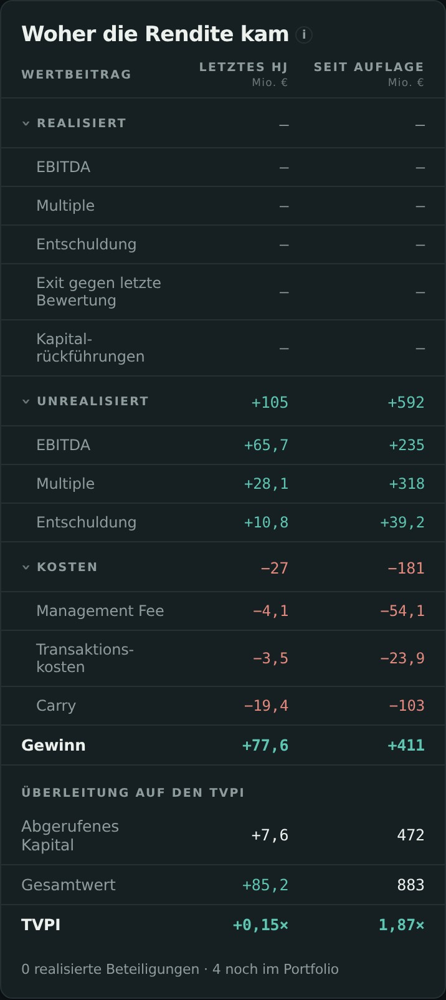 Woher die Rendite kam i
WERTBEITRAG LETZTES HJ SEIT AUFLAGE
Mio. € Mio. €
REALISIERT – –
EBITDA – –
Multiple – –
Entschuldung – –
Exit gegen letzte
Bewertung – –
Kapital-
rückführungen – –
UNREALISIERT +105 +592
EBITDA +65,7 +235
Multiple +28,1 +318
Entschuldung +10,8 +39,2
KOSTEN −27 −181
Management Fee −4,1 −54,1
Transaktions-
kosten −3,5 −23,9
Carry −19,4 −103
Gewinn +77,6 +411
ÜBERLEITUNG AUF DEN TVPI
Abgerufenes
Kapital +7,6 472
Gesamtwert +85,2 883
TVPI +0,15× 1,87×
0 realisierte Beteiligungen · 4 noch im Portfolio